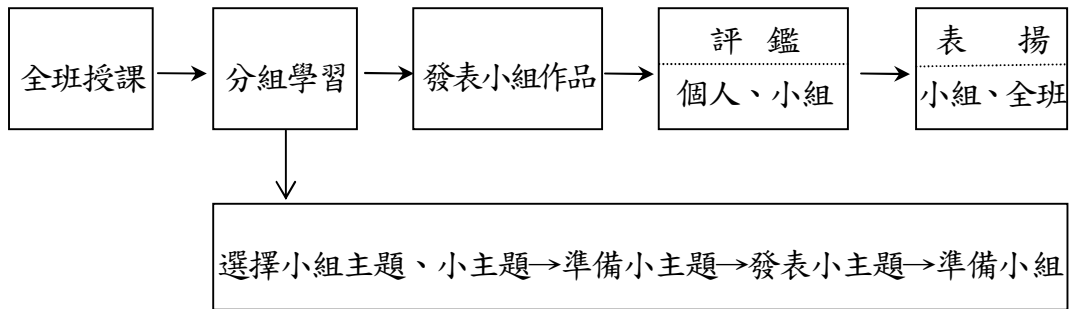 全班授課
分組學習
發表小組作品
評鑑
個人、小組
表揚
小組、全班
選擇小組主題、小主題→準備小主題→發表小主題→準備小組